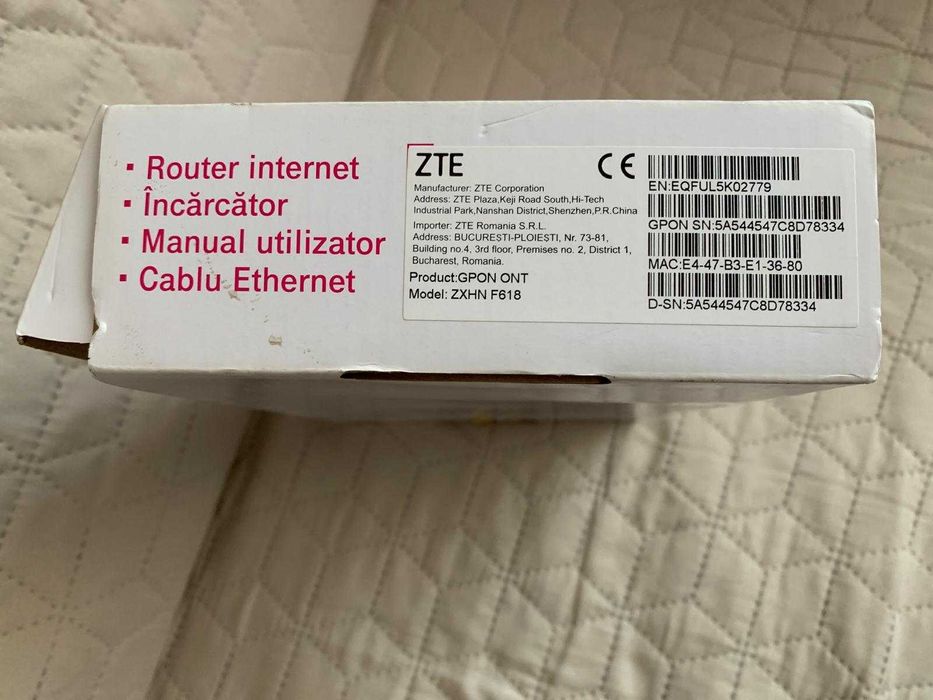 · Router internet
· Încărcător
· Manual utilizator
· Cablu Ethernet
ZTE CE
Manufacturer: ZTE Corporation
Address: ZTE Plaza,Keji Road South,Hi-Tech
Industrial Park,Nanshan District,Shenzhen,P.R.China
Importer: ZTE Romania S.R.L.
Address: BUCUREȘTI-PLOIEȘTI, Nr. 73-81,
Building no.4, 3rd floor, Premises no. 2, District 1,
Bucharest, Romania.
Product:GPON ONT
Model: ZXHN F618
EN:EQFUL5K02779
GPON SN:5A544547C8D78334
MAC:E4-47-B3-E1-36-80
D-SN:5A544547C8D78334